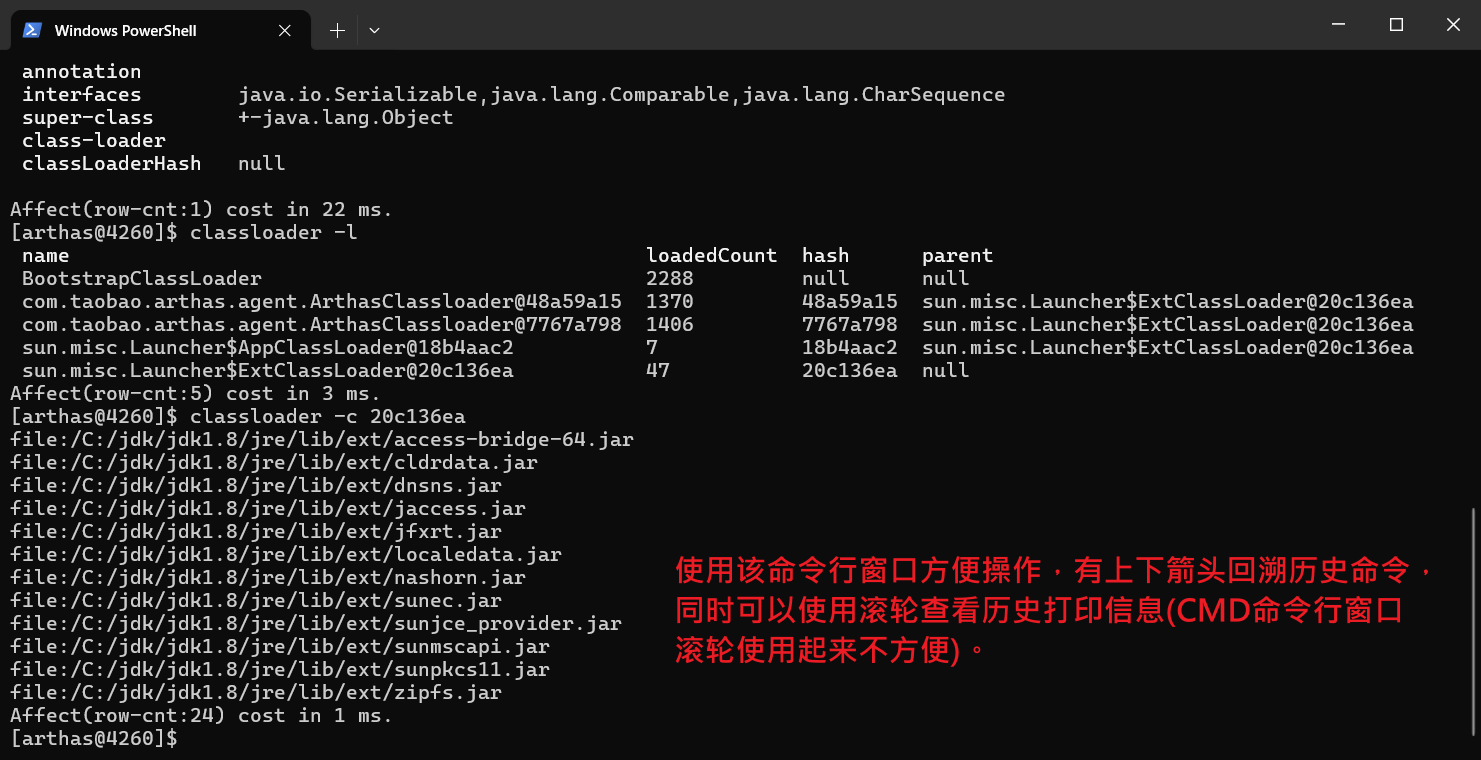 Windows PowerShell
annotation
interfaces java.io.Serializable,java.lang.Comparable,java.lang.CharSequence
super-class +-java.lang.Object
class-loader
classLoaderHash null
Affect(row-cnt:1) cost in 22 ms.
[arthas@4260]$ classloader -l
name loadedCount hash parent
BootstrapClassLoader 2288 null null
com.taobao.arthas.agent.ArthasClassloader@48a59a15 1370 48a59a15 sun.misc.Launcher$ExtClassLoader@20c136ea
com.taobao.arthas.agent.ArthasClassloader@7767a798 1406 7767a798 sun.misc.Launcher$ExtClassLoader@20c136ea
sun.misc.Launcher$AppClassLoader@18b4aac2 7 18b4aac2 sun.misc.Launcher$ExtClassLoader@20c136ea
sun.misc.Launcher$ExtClassLoader@20c136ea 47 20c136ea null
Affect(row-cnt:5) cost in 3 ms.
[arthas@4260]$ classloader -c 20c136ea
file:/C:/jdk/jdk1.8/jre/lib/ext/access-bridge-64.jar
file:/C:/jdk/jdk1.8/jre/lib/ext/cldrdata.jar
file:/C:/jdk/jdk1.8/jre/lib/ext/dnsns.jar
file:/C:/jdk/jdk1.8/jre/lib/ext/jaccess.jar
file:/C:/jdk/jdk1.8/jre/lib/ext/jfxrt.jar
file:/C:/jdk/jdk1.8/jre/lib/ext/localedata.jar
file:/C:/jdk/jdk1.8/jre/lib/ext/nashorn.jar
file:/C:/jdk/jdk1.8/jre/lib/ext/sunec.jar
file:/C:/jdk/jdk1.8/jre/lib/ext/sunjce_provider.jar
file:/C:/jdk/jdk1.8/jre/lib/ext/sunmscapi.jar
file:/C:/jdk/jdk1.8/jre/lib/ext/sunpkcs11.jar
file:/C:/jdk/jdk1.8/jre/lib/ext/zipfs.jar
Affect(row-cnt:24) cost in 1 ms.
[arthas@4260]$
使用该命令行窗口方便操作，有上下箭头回溯历史命令，
同时可以使用滚轮查看历史打印信息(CMD命令行窗口
滚轮使用起来不方便)。